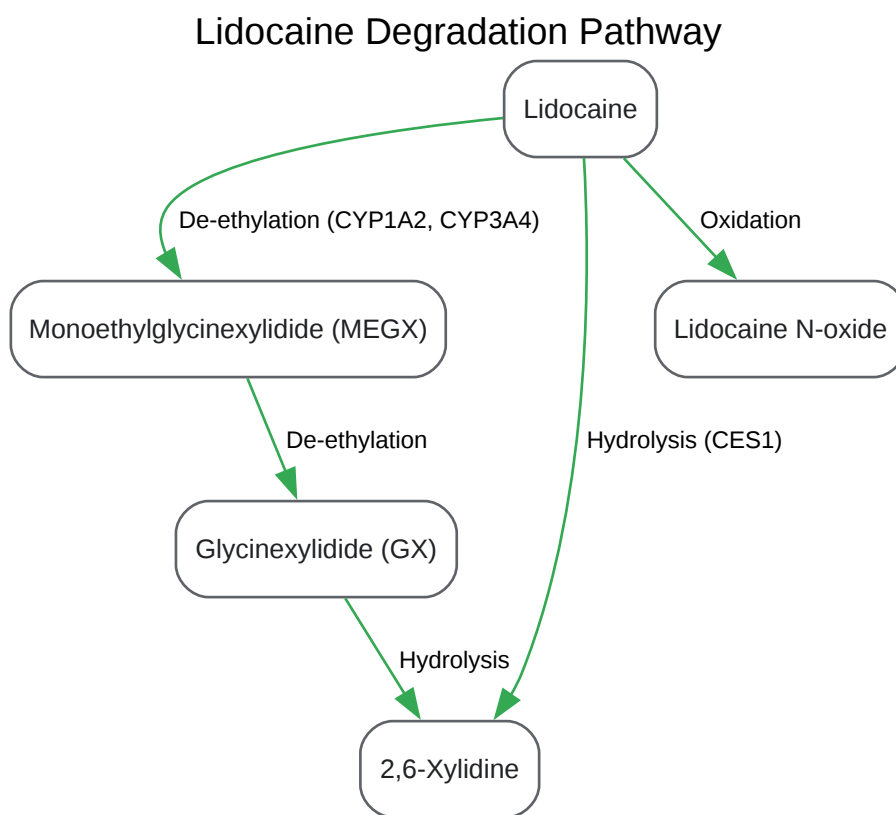 Lidocaine Degradation Pathway
Lidocaine
De-ethylation (CYP1A2, CYP3A4)
Oxidation
Monoethylglycinexylidide (MEGX)
Lidocaine N-oxide
De-ethylation
Hydrolysis (CES1)
Glycinexylidide (GX)
Hydrolysis
2,6-Xylidine